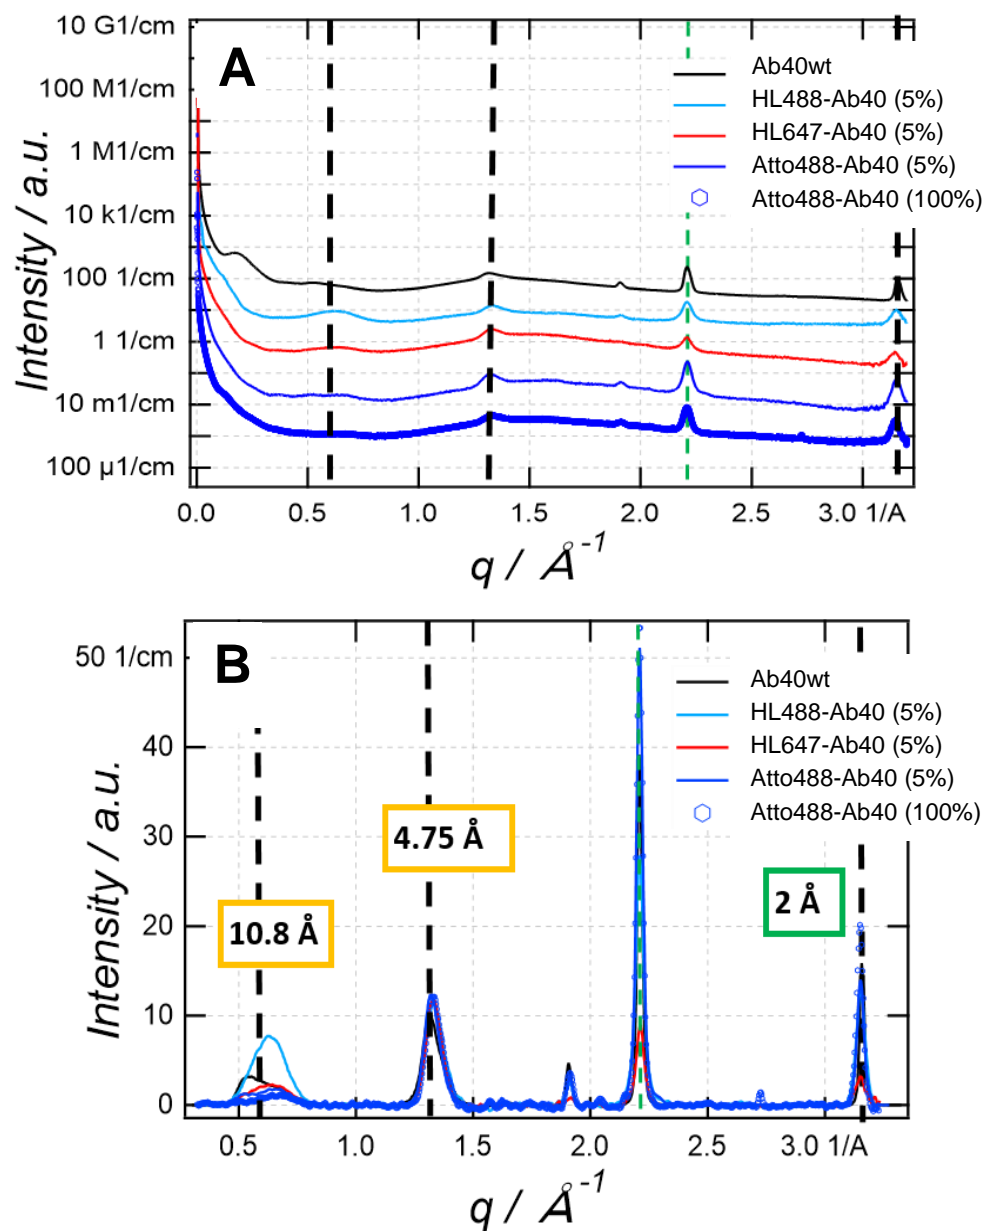 A
10 G1/cm
100 M1/cm
1 M1/cm
10 k1/cm
100 1/cm
1 1/cm
10 m1/cm
100 µ1/cm
Intensity / a.u.
Ab40wt
HL488-Ab40 (5%)
HL647-Ab40 (5%)
Atto488-Ab40 (5%)
Atto488-Ab40 (100%)
0.0 0.5 1.0 1.5 2.0 2.5 3.0 1/A
q / Å-1
B
50 1/cm
40
30
20
10
0
Intensity / a.u.
Ab40wt
HL488-Ab40 (5%)
HL647-Ab40 (5%)
Atto488-Ab40 (5%)
Atto488-Ab40 (100%)
4.75 Å
2 Å
10.8 Å
0.5 1.0 1.5 2.0 2.5 3.0 1/A
q / Å-1